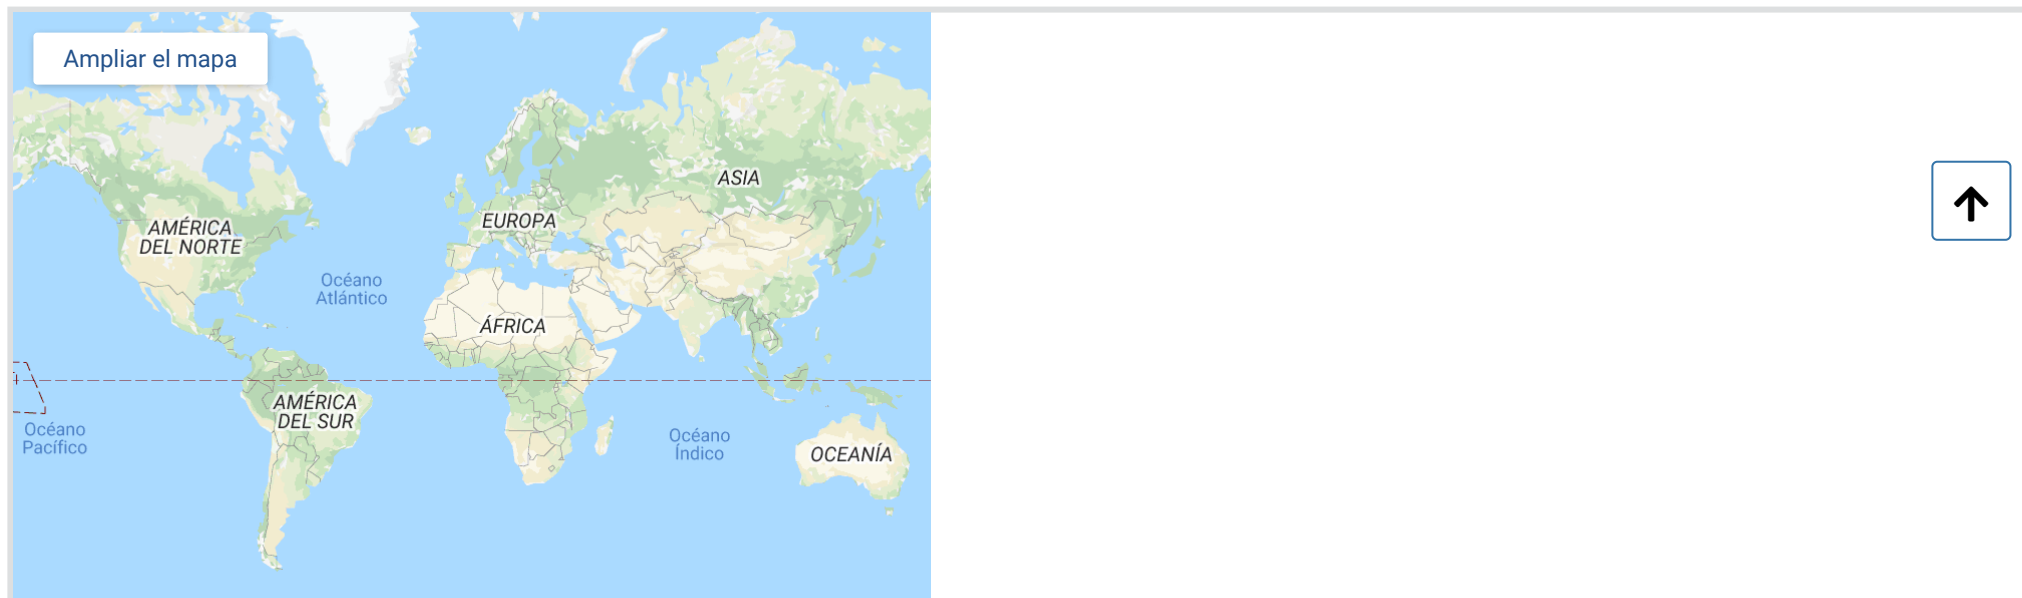 Ampliar el mapa
ASIA
EUROPA
AMÉRICA
DEL NORTE
Océano
Atlántico
ÁFRICA
AMÉRICA
DEL SUR
Océano
Pacífico
Océano
Índico
OCEANÍA